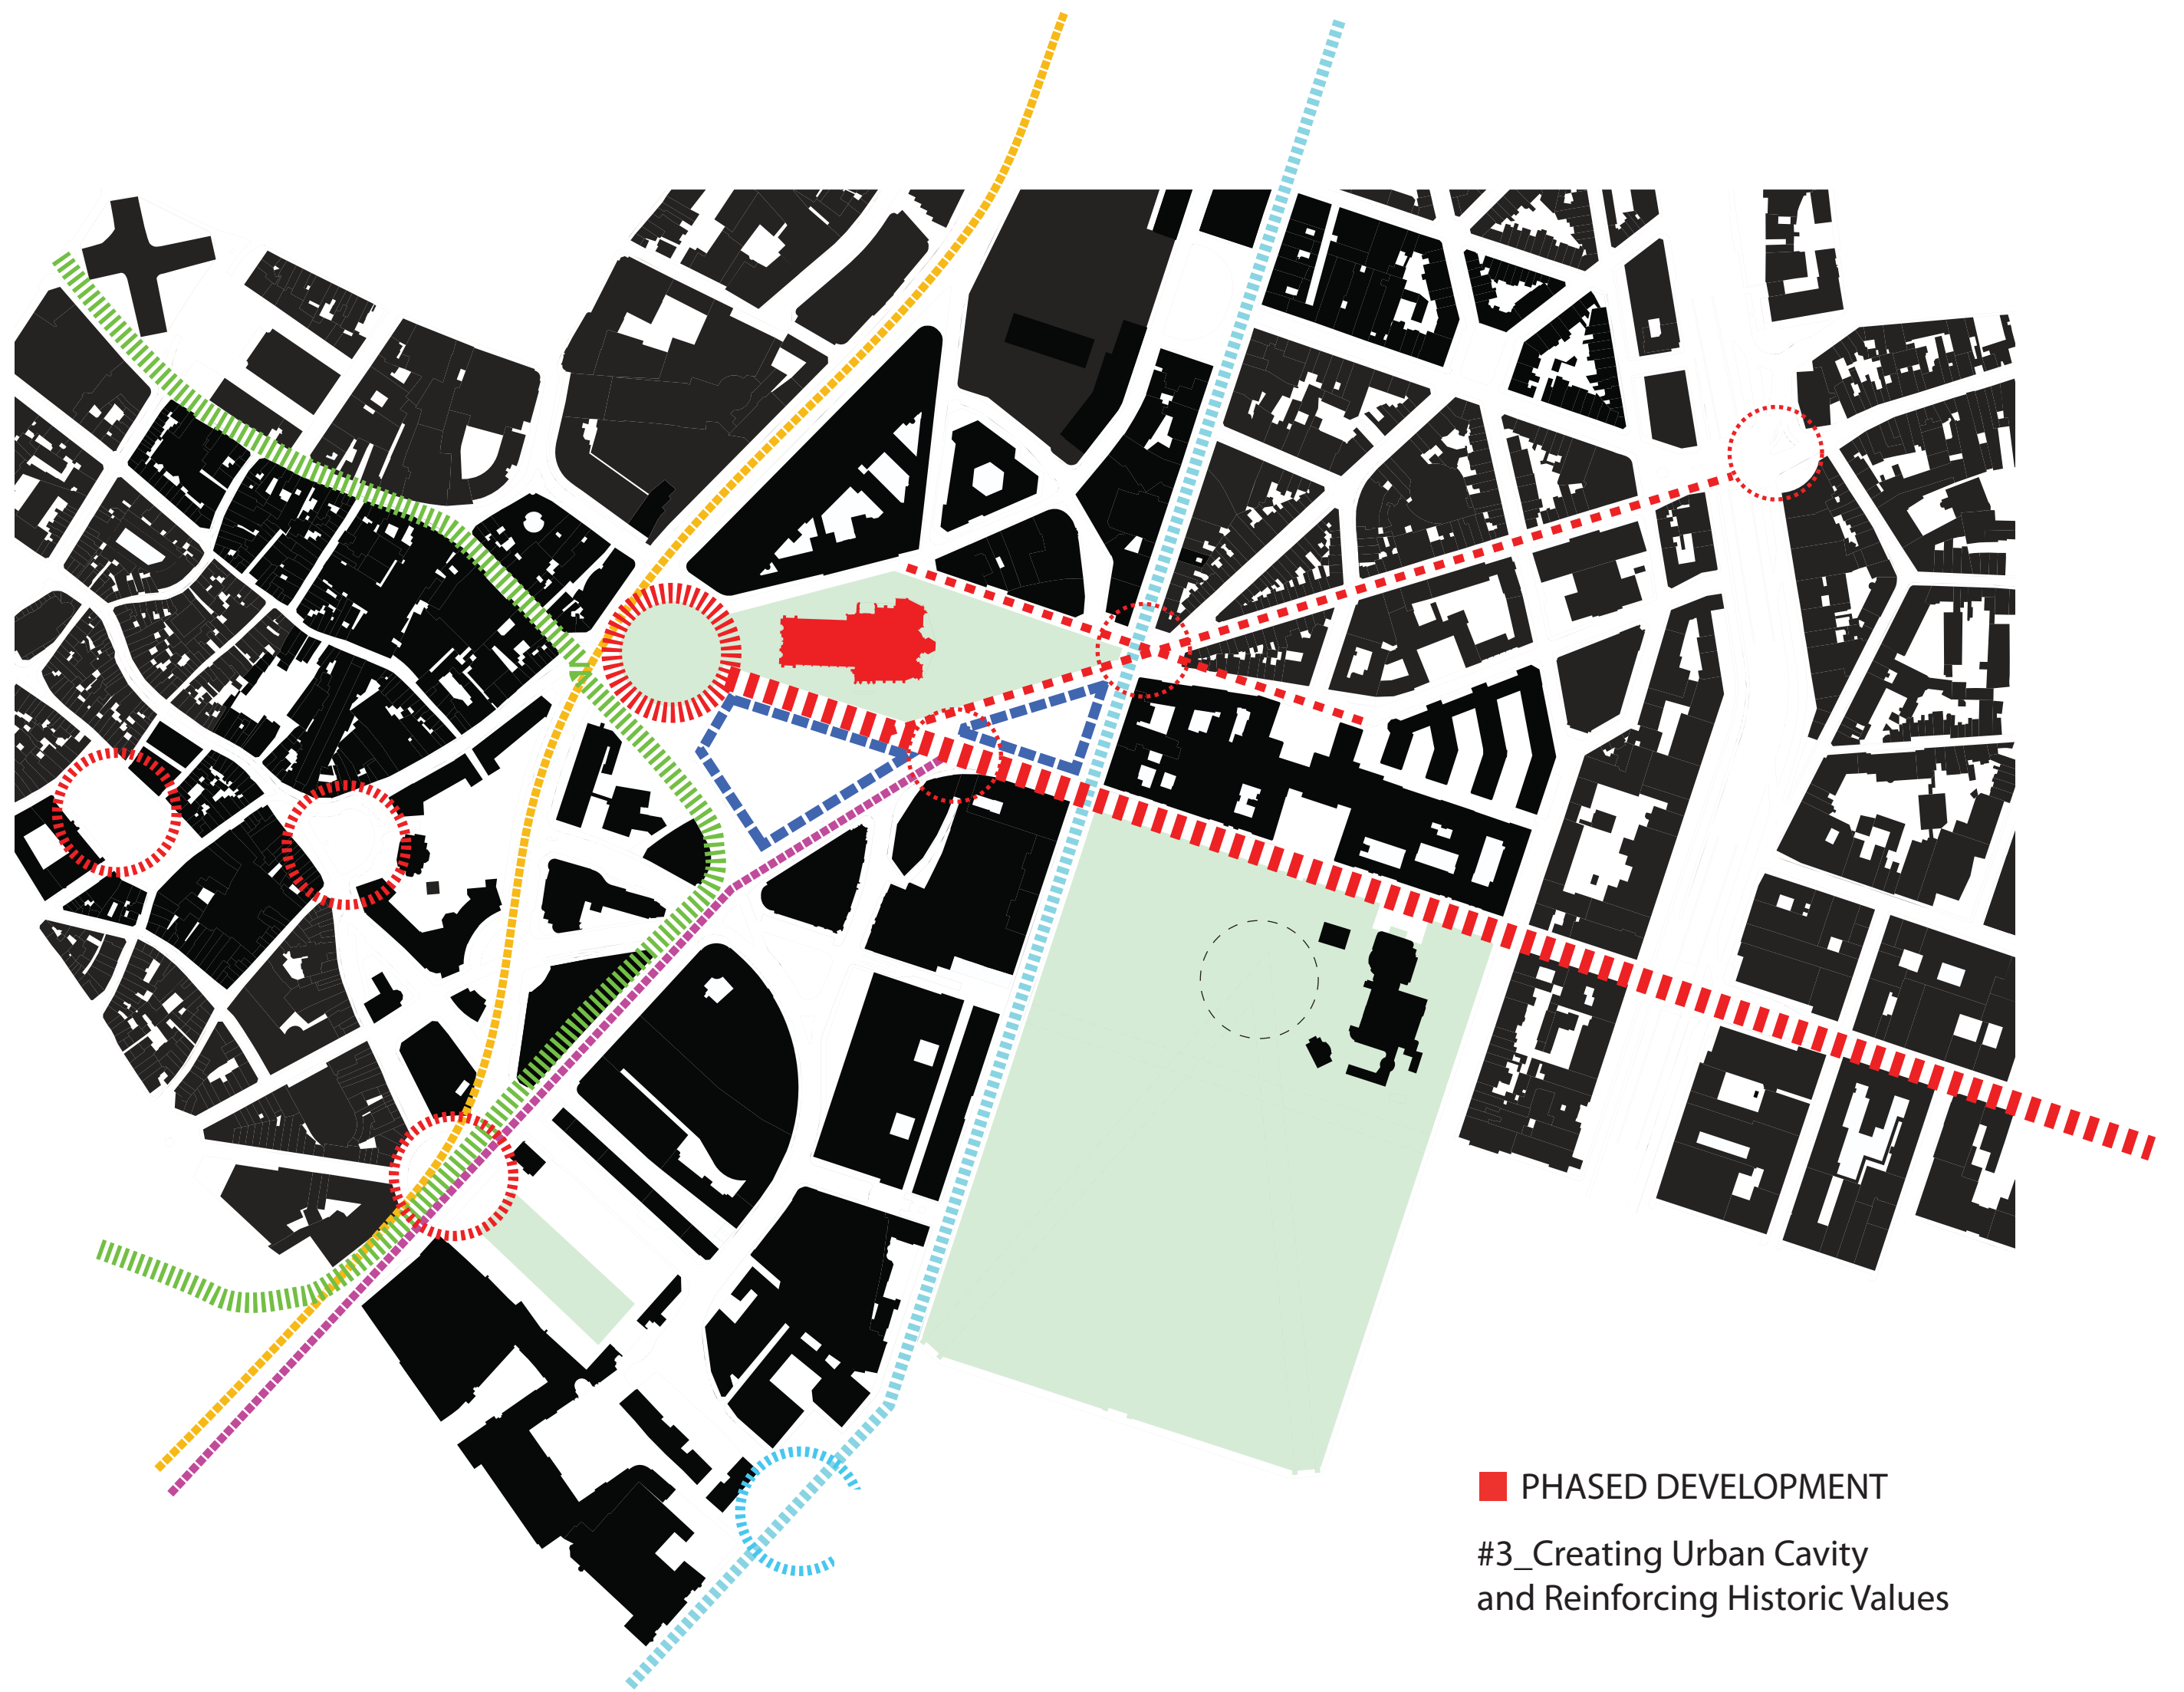 PHASED DEVELOPMENT
#3_Creating Urban Cavity
and Reinforcing Historic Values